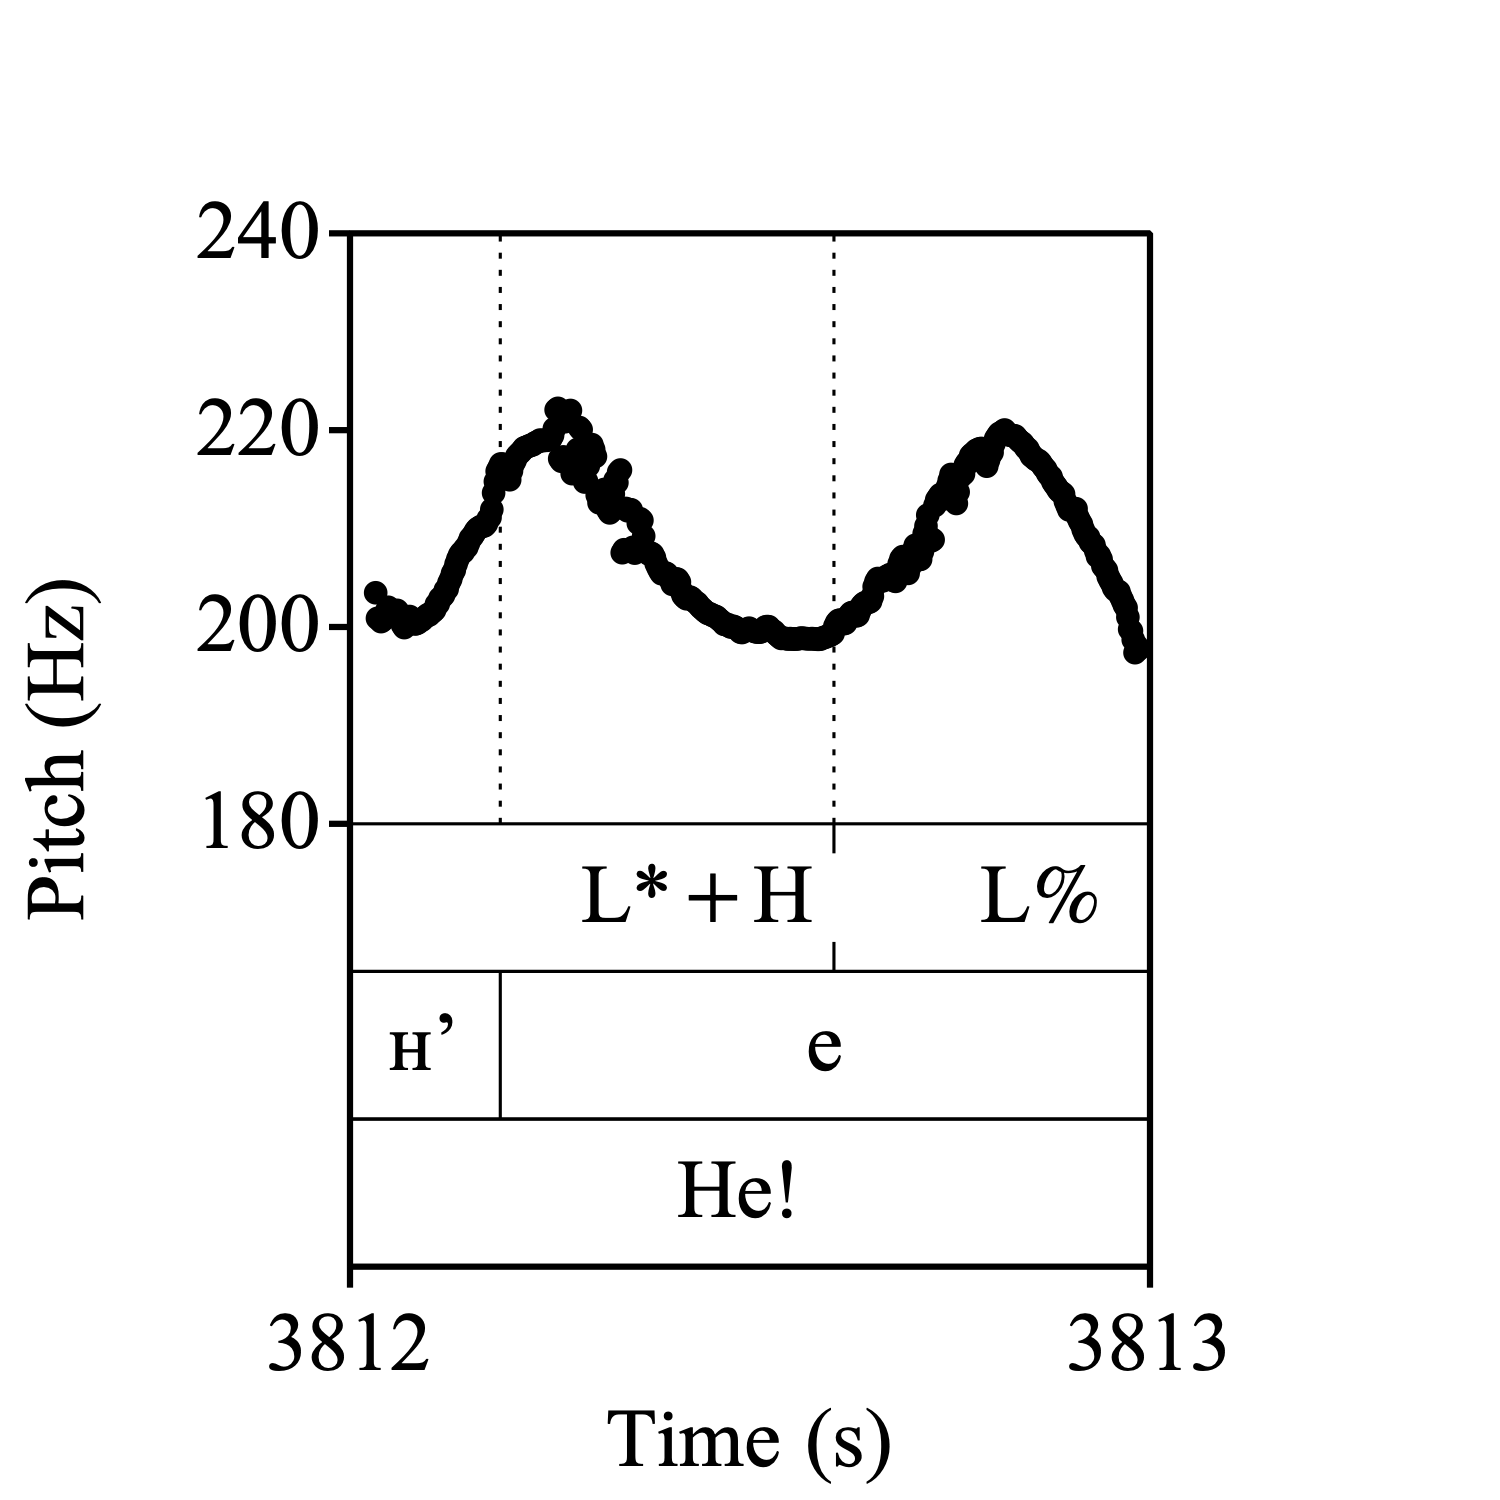 240
220
200
180
Pitch (Hz)
L*+H L%
н’ e
He!
3812 3813
Time (s)